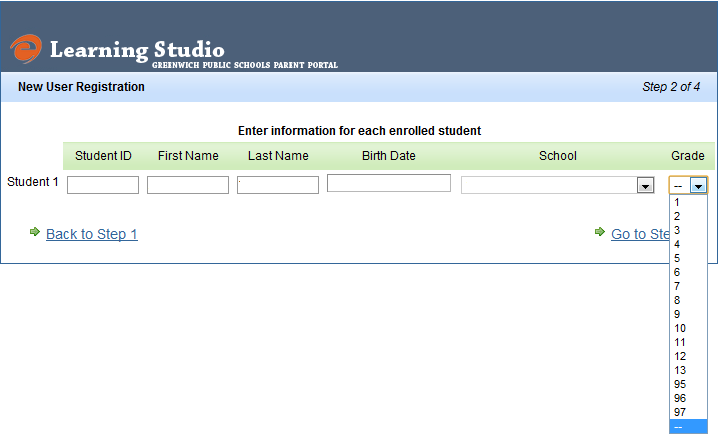 Learning Studio
GREENWICH PUBLIC SCHOOLS PARENT PORTAL
New User Registration Step 2 of 4
Enter information for each enrolled student
Student ID First Name Last Name Birth Date School Grade
Student 1 --
Back to Step 1 Go to Ste
1
2
3
4
5
6
7
8
9
10
11
12
13
95
96
97
--